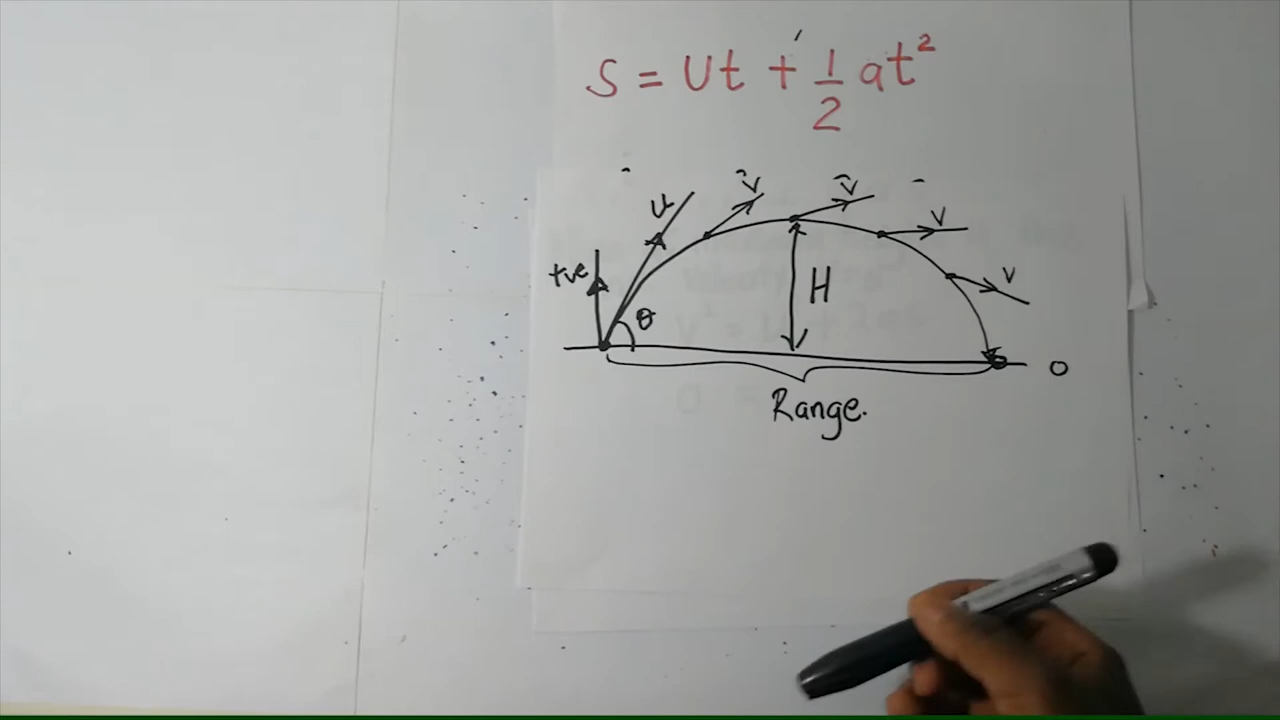 S = Ut + 1/2 at²
u
v
v
v
v
+ve
θ
H
O
Range.